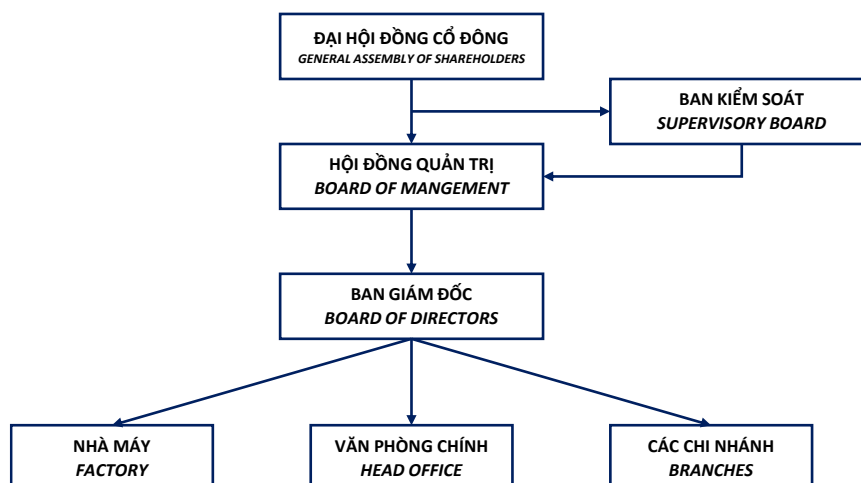 ĐẠI HỘI ĐỒNG CỔ ĐÔNG
GENERAL ASSEMBLY OF SHAREHOLDERS
BAN KIỂM SOÁT
SUPERVISORY BOARD
HỘI ĐỒNG QUẢN TRỊ
BOARD OF MANGEMENT
BAN GIÁM ĐỐC
BOARD OF DIRECTORS
NHÀ MÁY
FACTORY
VĂN PHÒNG CHÍNH
HEAD OFFICE
CÁC CHI NHÁNH
BRANCHES